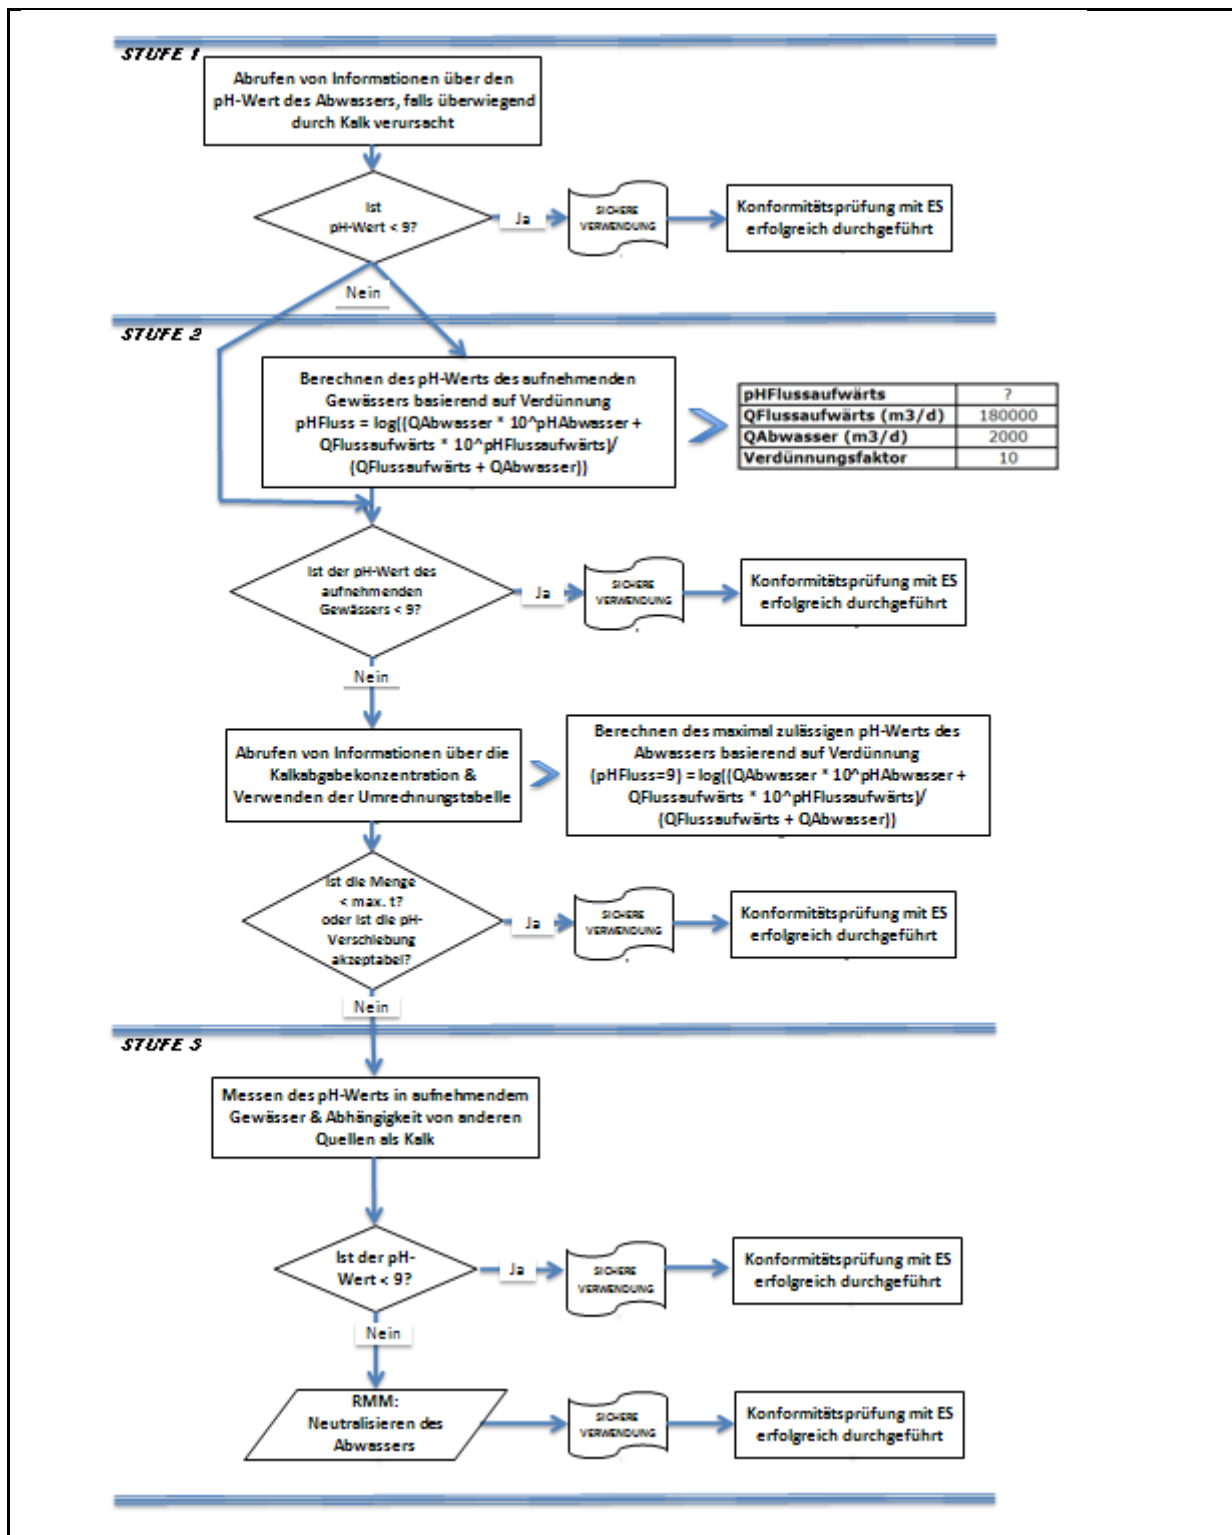 STUFE 1
Abrufen von Informationen über den
pH-Wert des Abwassers, falls überwiegend
durch Kalk verursacht
Ist
pH-Wert < 9?
Ja
SICHERE
VERWENDUNG
Konformitätsprüfung mit ES
erfolgreich durchgeführt
Nein
STUFE 2
Berechnen des pH-Werts des aufnehmenden
Gewässers basierend auf Verdünnung
pHFluss = log((QAbwasser * 10^pHAbwasser +
QFlussaufwärts * 10^pHFlussaufwärts)/
(QFlussaufwärts + QAbwasser))
pHFlussaufwärts ?
QFlussaufwärts (m3/d) 180000
QAbwasser (m3/d) 2000
Verdünnungsfaktor 10
Ist der pH-Wert des
aufnehmenden
Gewässers < 9?
Ja
SICHERE
VERWENDUNG
Konformitätsprüfung mit ES
erfolgreich durchgeführt
Nein
Abrufen von Informationen über die
Kalkabgabekonzentration &
Verwenden der Umrechnungstabelle
Berechnen des maximal zulässigen pH-Werts des
Abwassers basierend auf Verdünnung
(pHFluss=9) = log((QAbwasser * 10^pHAbwasser +
QFlussaufwärts * 10^pHFlussaufwärts)/
(QFlussaufwärts + QAbwasser))
Ist die Menge
< max. t?
oder ist die pH-
Verschiebung
akzeptabel?
Ja
SICHERE
VERWENDUNG
Konformitätsprüfung mit ES
erfolgreich durchgeführt
Nein
STUFE 3
Messen des pH-Werts in aufnehmendem
Gewässer & Abhängigkeit von anderen
Quellen als Kalk
Ist der pH-
Wert < 9?
Ja
SICHERE
VERWENDUNG
Konformitätsprüfung mit ES
erfolgreich durchgeführt
Nein
RMM:
Neutralisieren des
Abwassers
SICHERE
VERWENDUNG
Konformitätsprüfung mit ES
erfolgreich durchgeführt